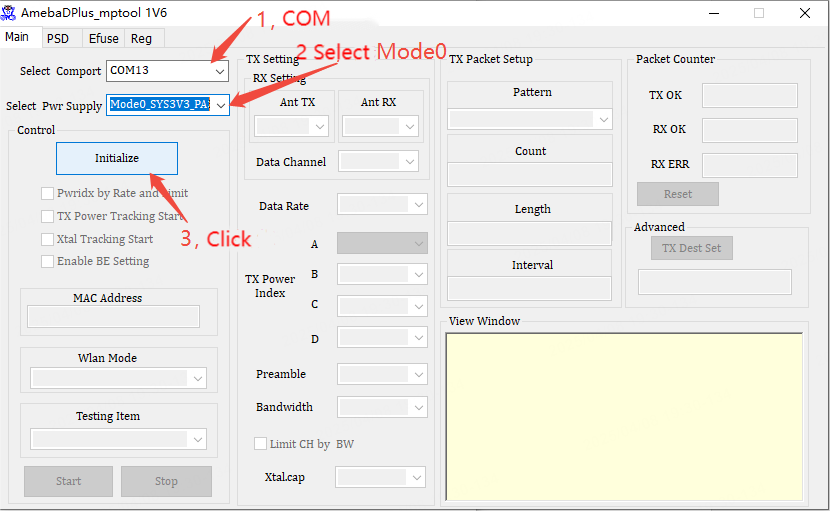 AmebaDPlus_mptool 1V6
1, COM
Main
PSD
Efuse
Reg
2 Select Mode0
Select Comport
COM13
Select Pwr Supply
Mode0_SYS3V3_PA
Control
Initialize
3, Click
Pwridx by Rate and Limit
TX Power Tracking Start
Xtal Tracking Start
Enable BE Setting
MAC Address
Wlan Mode
Testing Item
Start
Stop
TX Setting
RX Setting
Ant TX
Ant RX
Data Channel
Data Rate
TX Power
Index
A
B
C
D
Preamble
Bandwidth
Limit CH by BW
Xtal.cap
TX Packet Setup
Pattern
Count
Length
Interval
Packet Counter
TX OK
RX OK
RX ERR
Reset
Advanced
TX Dest Set
View Window